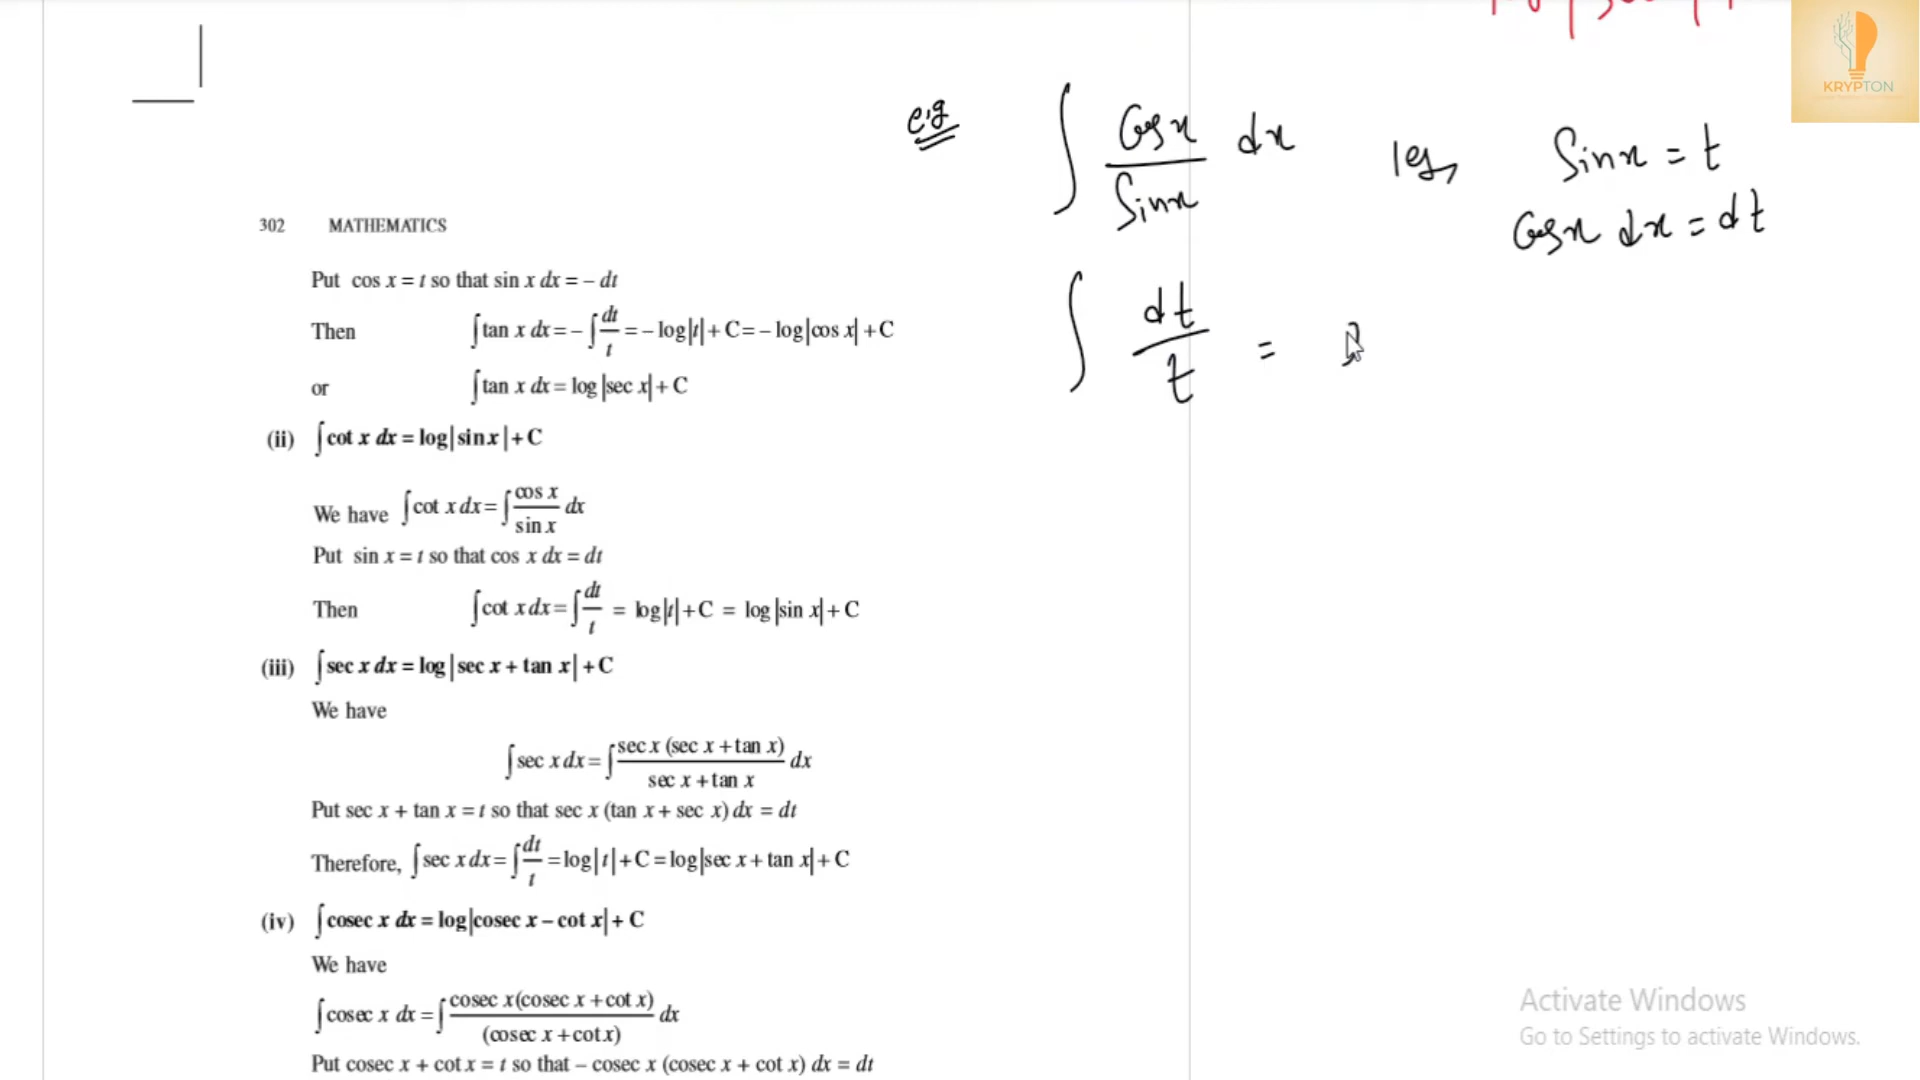 KRYPTON
e.g ∫ Cosx/Sinx dx let, Sinx = t
Cosx dx = dt
∫ dt/t =
302 MATHEMATICS
Put cos x = t so that sin x dx = – dt
Then ∫tan x dx = – ∫dt/t = – log|t| + C = – log|cos x| + C
or ∫tan x dx = log|sec x| + C
(ii) ∫cot x dx = log|sin x| + C
We have ∫cot x dx = ∫cos x/sin x dx
Put sin x = t so that cos x dx = dt
Then ∫cot x dx = ∫dt/t = log|t| + C = log|sin x| + C
(iii) ∫sec x dx = log|sec x + tan x| + C
We have
∫sec x dx = ∫sec x (sec x + tan x)/sec x + tan x dx
Put sec x + tan x = t so that sec x (tan x + sec x) dx = dt
Therefore, ∫sec x dx = ∫dt/t = log|t| + C = log|sec x + tan x| + C
(iv) ∫cosec x dx = log|cosec x – cot x| + C
We have
∫cosec x dx = ∫cosec x(cosec x + cot x)/(cosec x + cot x) dx
Put cosec x + cot x = t so that – cosec x (cosec x + cot x) dx = dt
Activate Windows
Go to Settings to activate Windows.